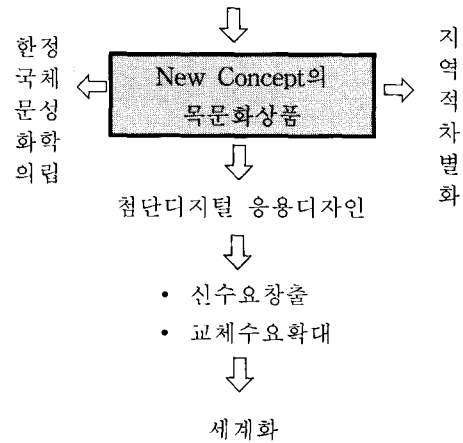 한국문화의
정체성학립
New Concept의
목문화상품
지역적차별화
첨단디지털 응용디자인
• 신수요창출
• 교체수요확대
세계화